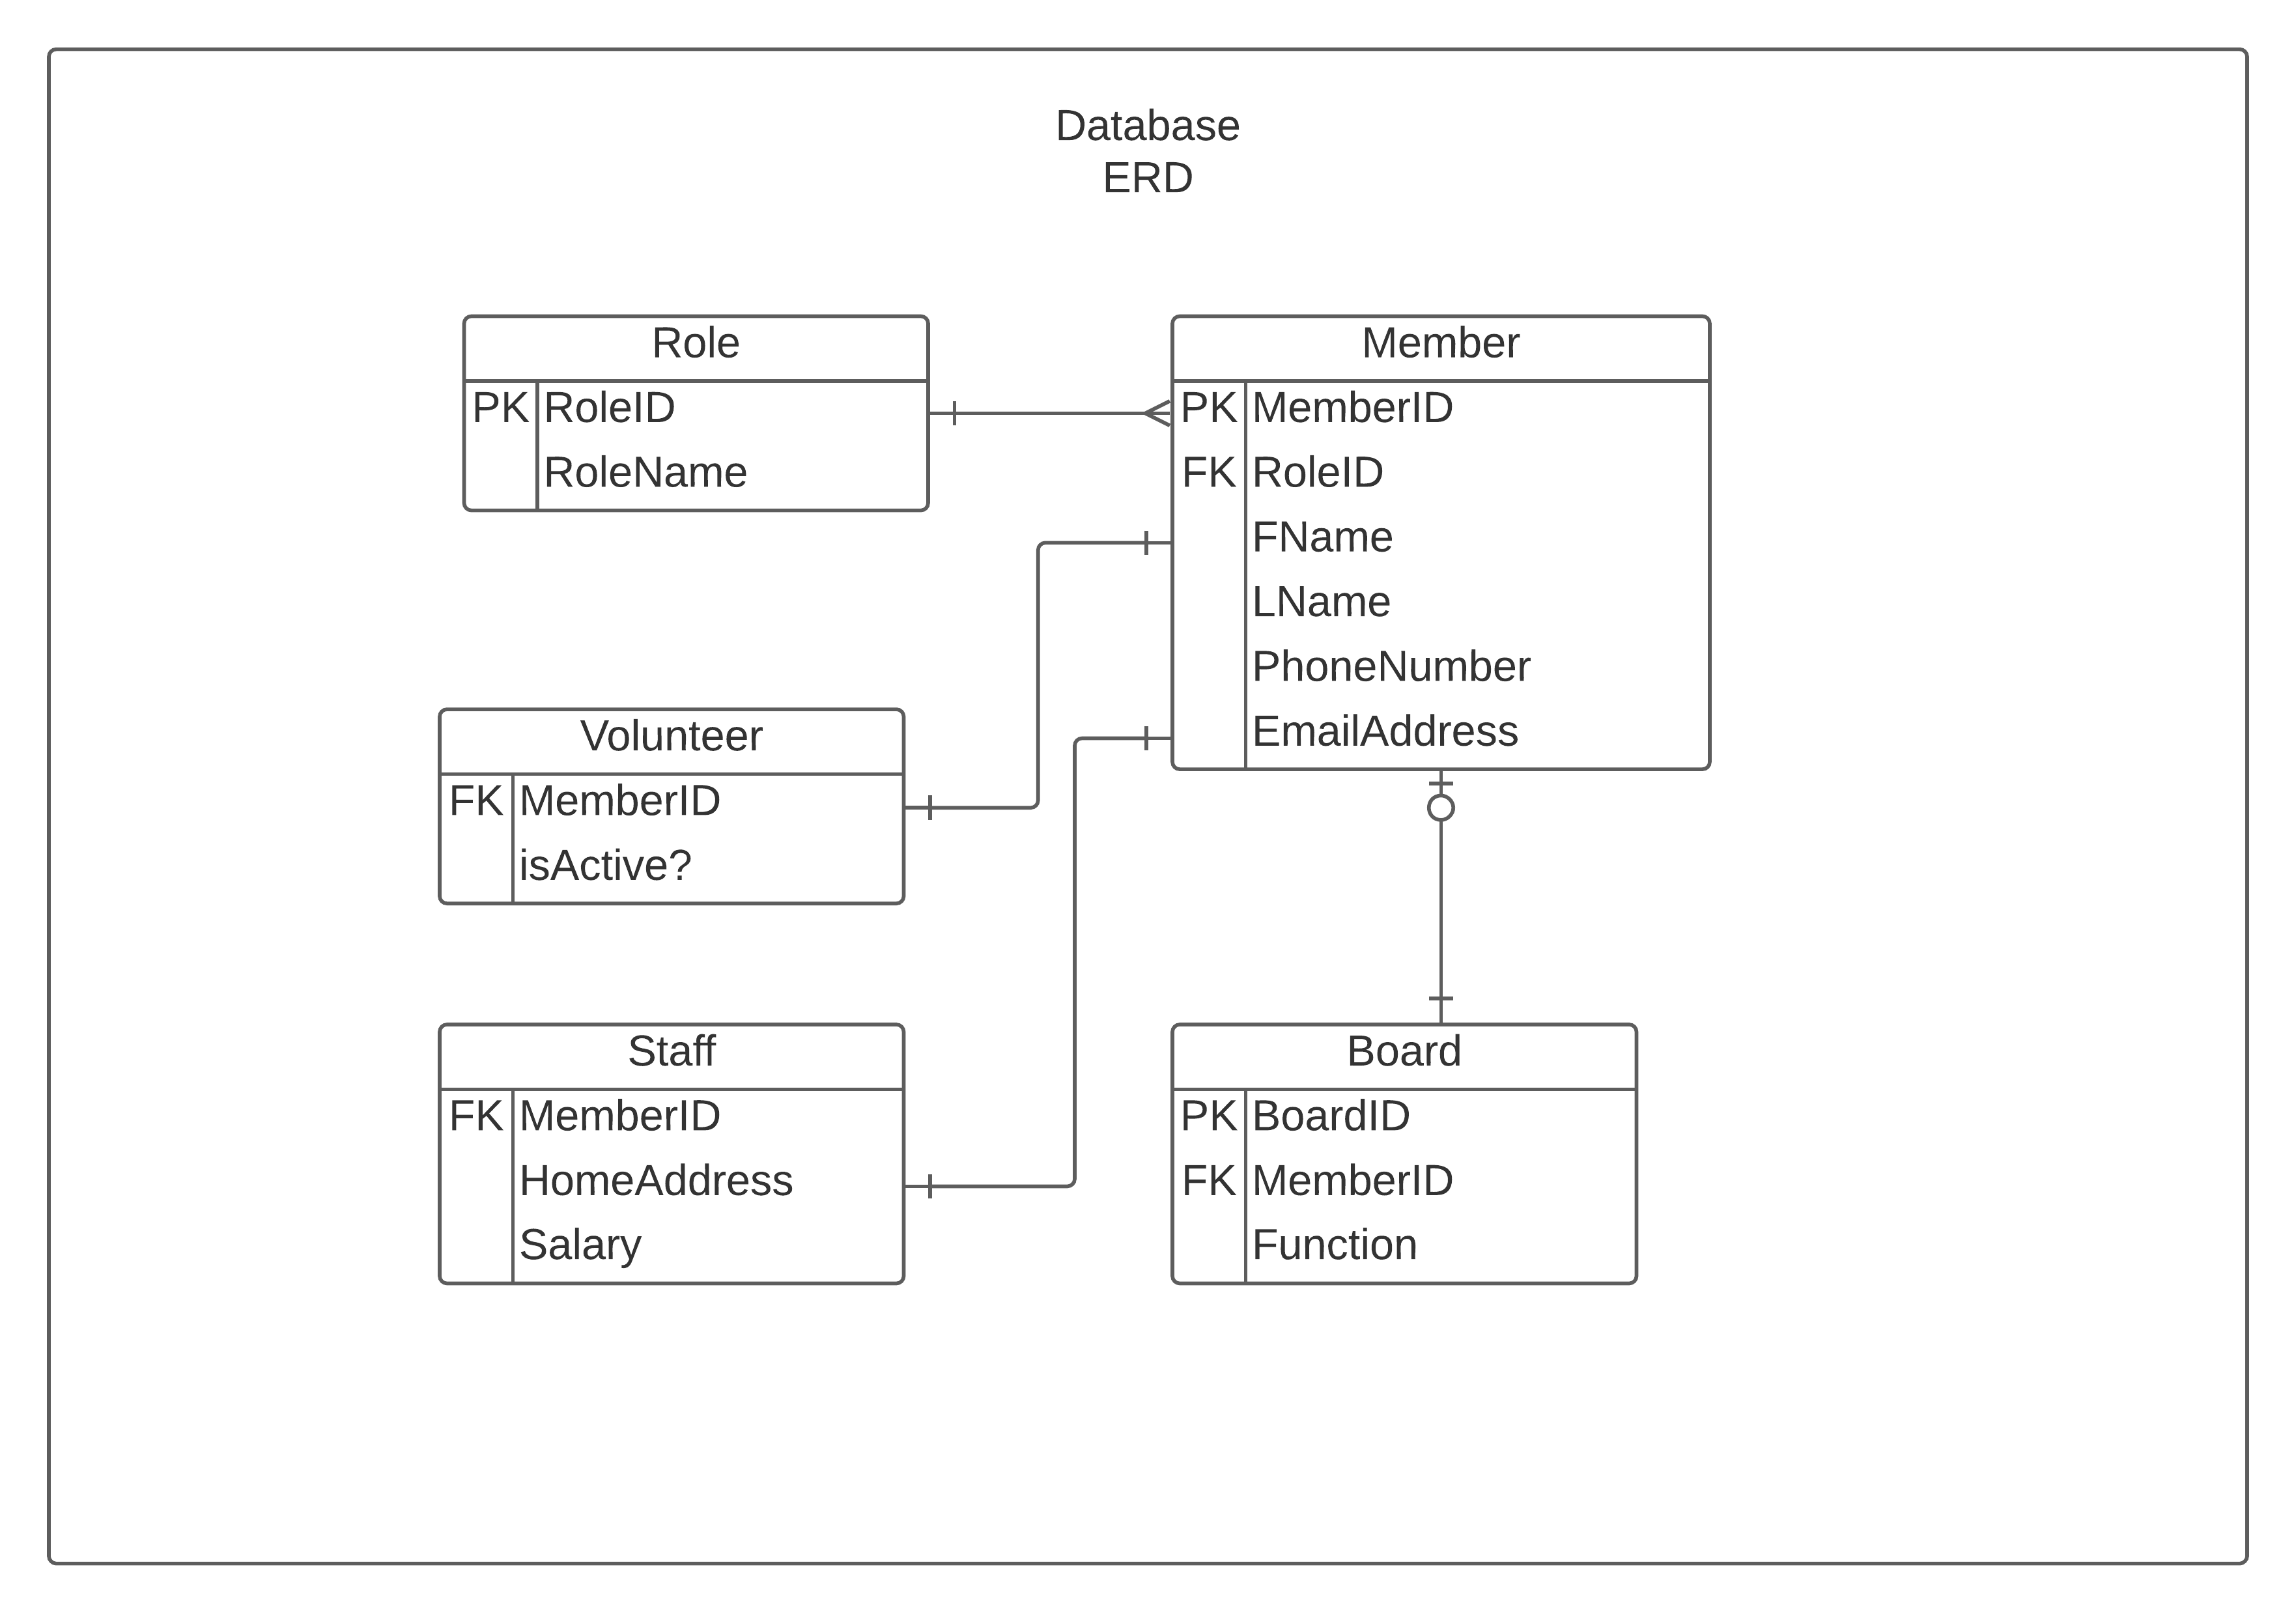 Database
ERD
Role
PK RoleID
RoleName
Member
PK MemberID
FK RoleID
FName
LName
PhoneNumber
EmailAddress
Volunteer
FK MemberID
isActive?
Staff
FK MemberID
HomeAddress
Salary
Board
PK BoardID
FK MemberID
Function